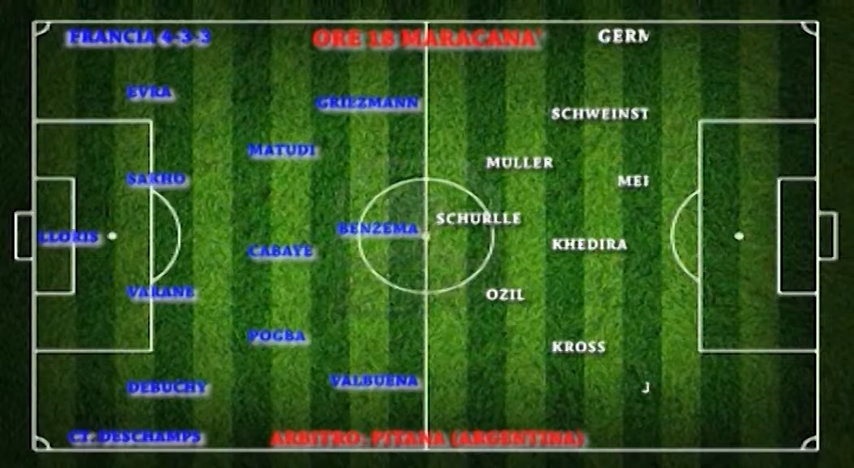 FRANCIA 4-3-3
ORE 18 MARACANA'
GERM
EVRA
GRIEZMANN
SCHWEINST
MATUDI
MULLER
SAKHO
SCHURLLE
BENZEMA
LLORIS
KHEDIRA
CABAYE
VARANE
OZIL
POGBA
KROSS
VALBUENA
DEBUCHY
CT. DESCHAMPS
ARBITRO: PITANA (ARGENTINA)